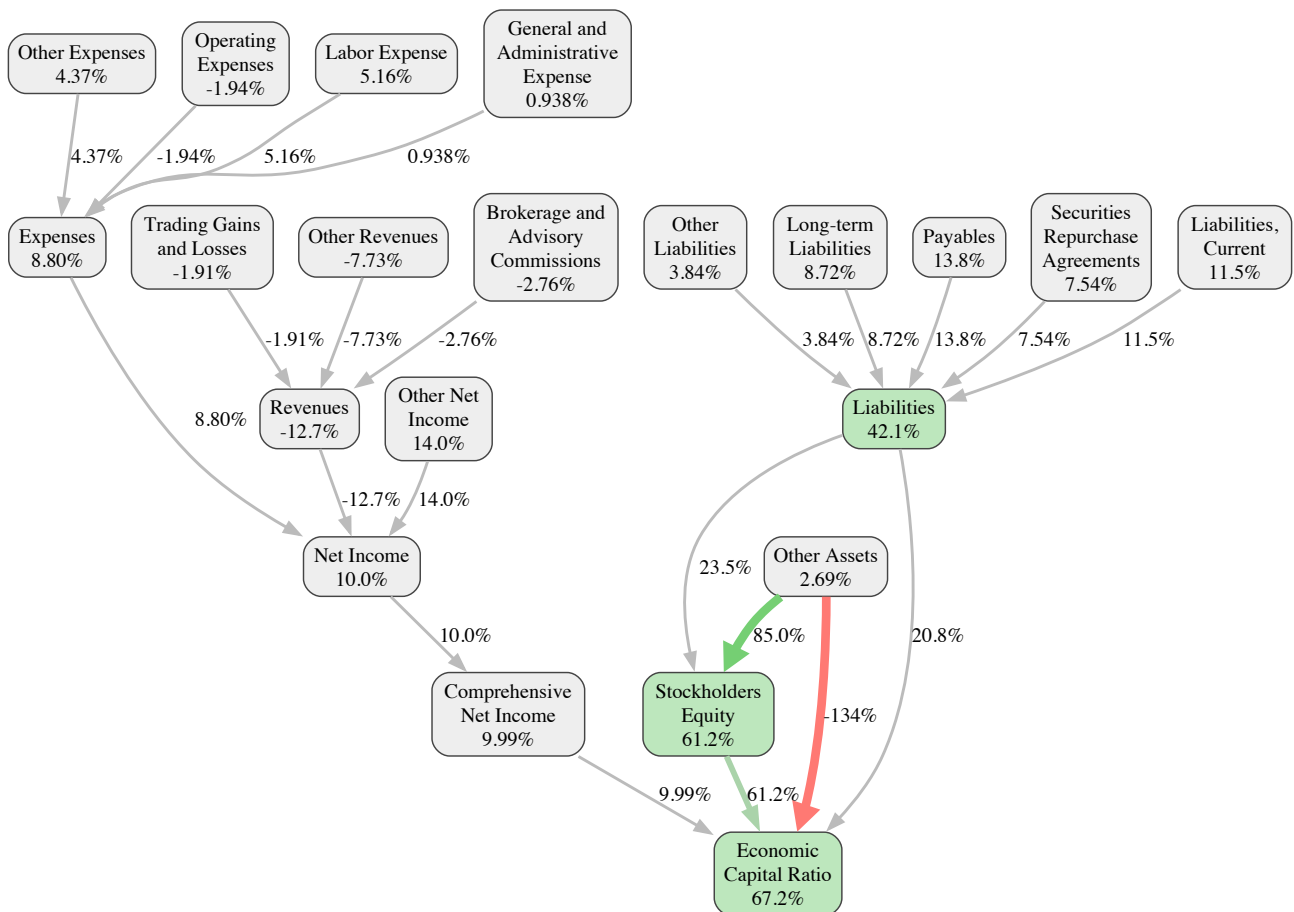 Other Expenses
4.37%
Operating
Expenses
-1.94%
Labor Expense
5.16%
General and
Administrative
Expense
0.938%
4.37%
-1.94%
5.16%
0.938%
Expenses
8.80%
Trading Gains
and Losses
-1.91%
Other Revenues
-7.73%
Brokerage and
Advisory
Commissions
-2.76%
Other
Liabilities
3.84%
Long-term
Liabilities
8.72%
Payables
13.8%
Securities
Repurchase
Agreements
7.54%
Liabilities,
Current
11.5%
-1.91%
-7.73%
-2.76%
3.84%
8.72%
13.8%
7.54%
11.5%
8.80%
Revenues
-12.7%
Other Net
Income
14.0%
Liabilities
42.1%
-12.7%
14.0%
Net Income
10.0%
23.5%
Other Assets
2.69%
10.0%
85.0%
20.8%
Comprehensive
Net Income
9.99%
Stockholders
Equity
61.2%
-134%
9.99%
61.2%
Economic
Capital Ratio
67.2%